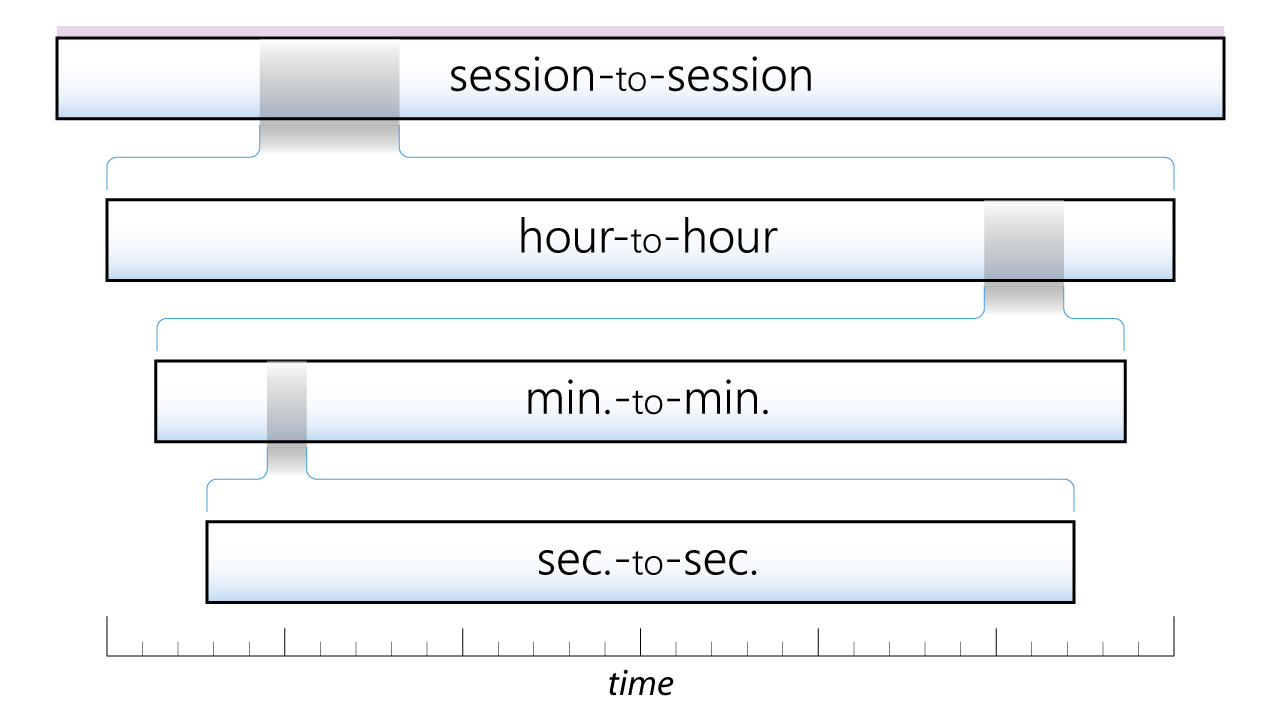 session-to-session
hour-to-hour
min.-to-min.
sec.-to-sec.
time